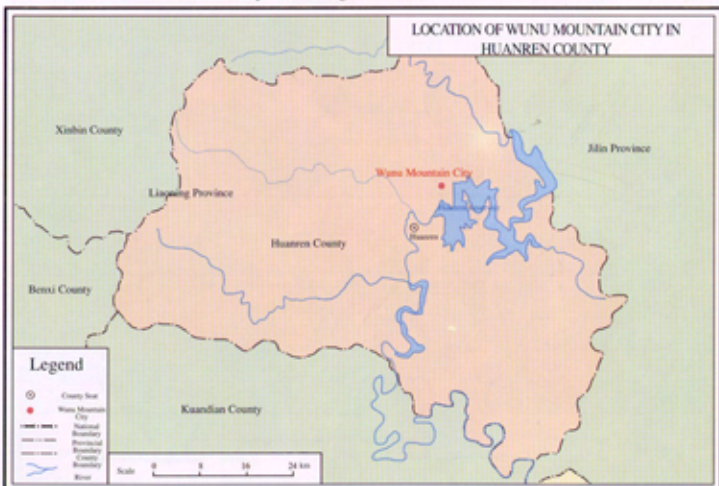 LOCATION OF WUNU MOUNTAIN CITY IN
HUANREN COUNTY
Xinbin County
Jilin Province
Wunu Mountain City
Liaoning Province
Huanren
Huanren County
Benxi County
Kuandian County
Legend
County Seat
Wunu Mountain
City
National
Boundary
Provincial
Boundary
County
Boundary
River
Scale 0 8 16 24 km